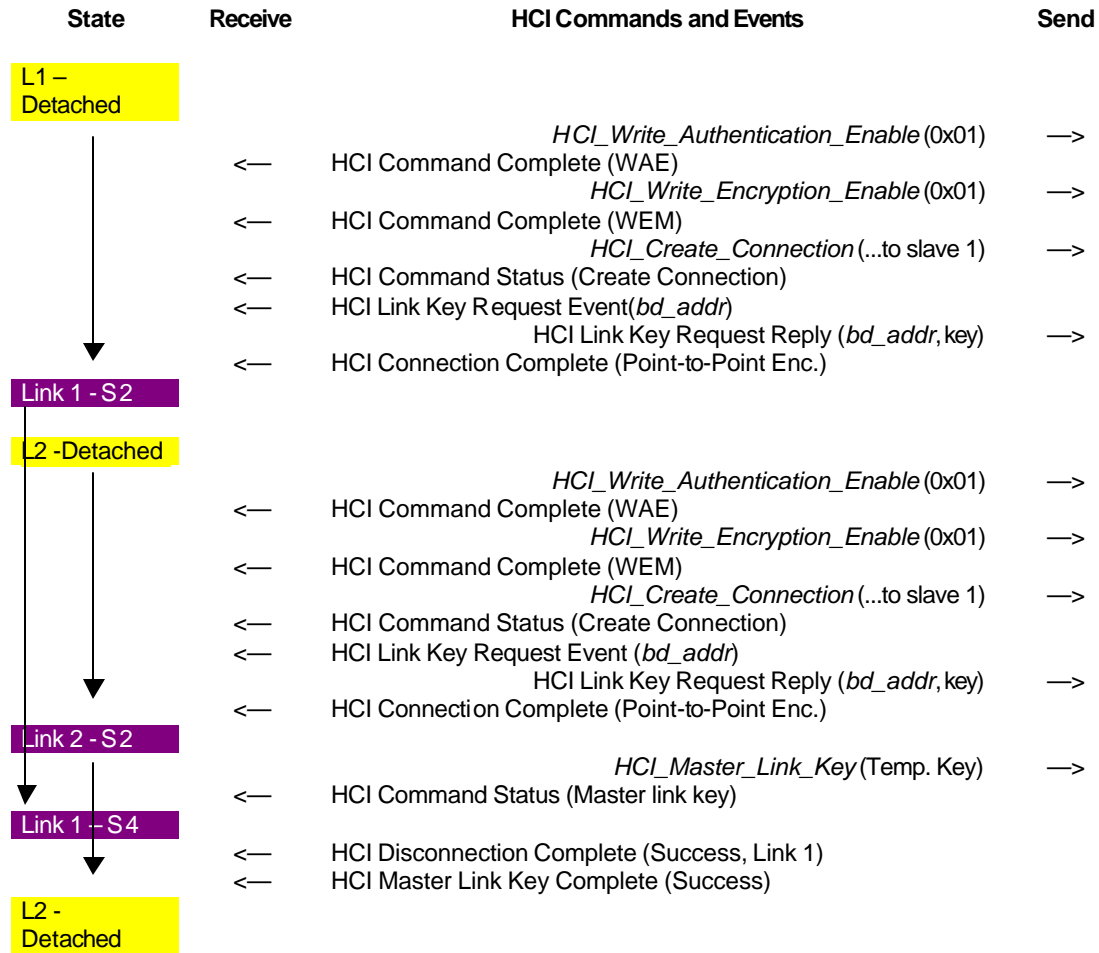 State Receive HCI Commands and Events Send
L1 –
Detached
HCI_Write_Authentication_Enable (0x01) —>
<— HCI Command Complete (WAE)
HCI_Write_Encryption_Enable (0x01) —>
<— HCI Command Complete (WEM)
HCI_Create_Connection (...to slave 1) —>
<— HCI Command Status (Create Connection)
<— HCI Link Key Request Event(bd_addr)
HCI Link Key Request Reply (bd_addr, key) —>
<— HCI Connection Complete (Point-to-Point Enc.)
Link 1 - S2
L2 -Detached
HCI_Write_Authentication_Enable (0x01) —>
<— HCI Command Complete (WAE)
HCI_Write_Encryption_Enable (0x01) —>
<— HCI Command Complete (WEM)
HCI_Create_Connection (...to slave 1) —>
<— HCI Command Status (Create Connection)
<— HCI Link Key Request Event (bd_addr)
HCI Link Key Request Reply (bd_addr, key) —>
<— HCI Connection Complete (Point-to-Point Enc.)
Link 2 - S2
HCI_Master_Link_Key (Temp. Key) —>
<— HCI Command Status (Master link key)
Link 1 – S4
<— HCI Disconnection Complete (Success, Link 1)
<— HCI Master Link Key Complete (Success)
L2 -
Detached